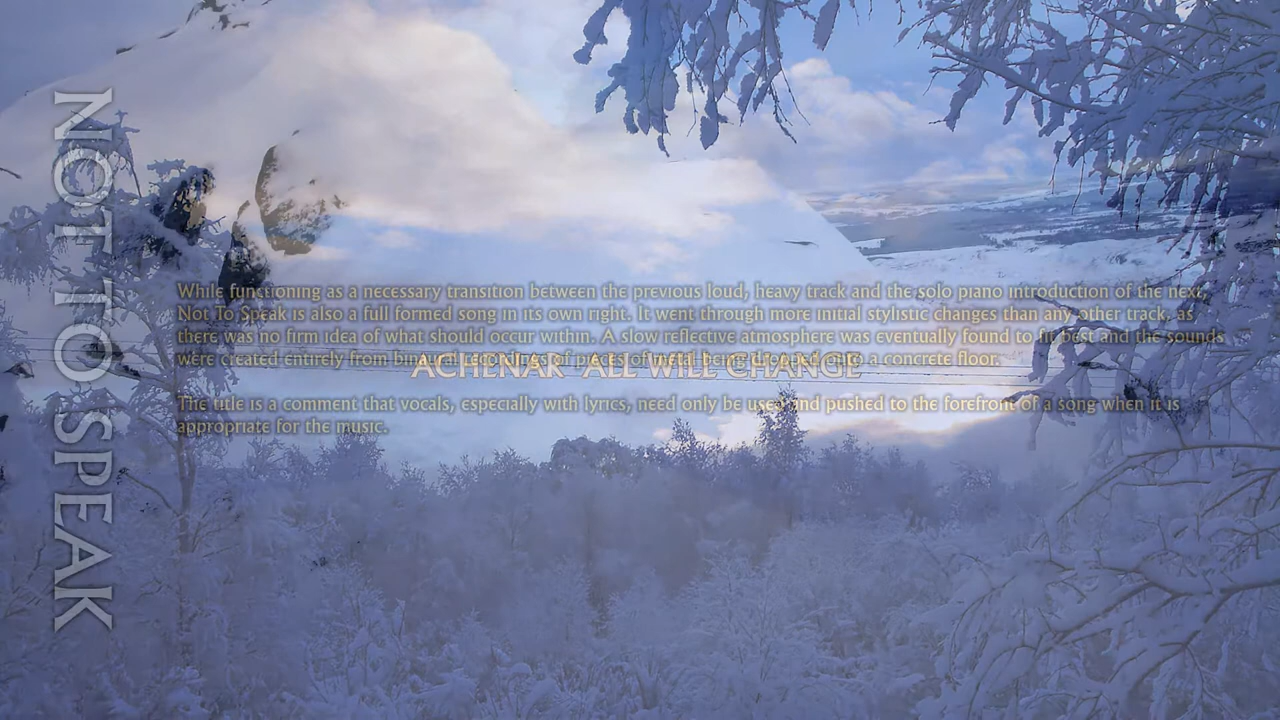 NOT TO SPEAK
While functioning as a necessary transition between the previous loud, heavy track and the solo piano introduction of the next,
Not To Speak is also a full formed song in its own right. It went through more initial stylistic changes than any other track, as
there was no firm idea of what should occur within. A slow reflective atmosphere was eventually found to fit best and the sounds
were created entirely from of metal being dropped onto a concrete floor.
ACHENAR ALL WILL CHANGE
The title is a comment that vocals, especially with lyrics, need only be used and pushed to the forefront of a song when it is
appropriate for the music.